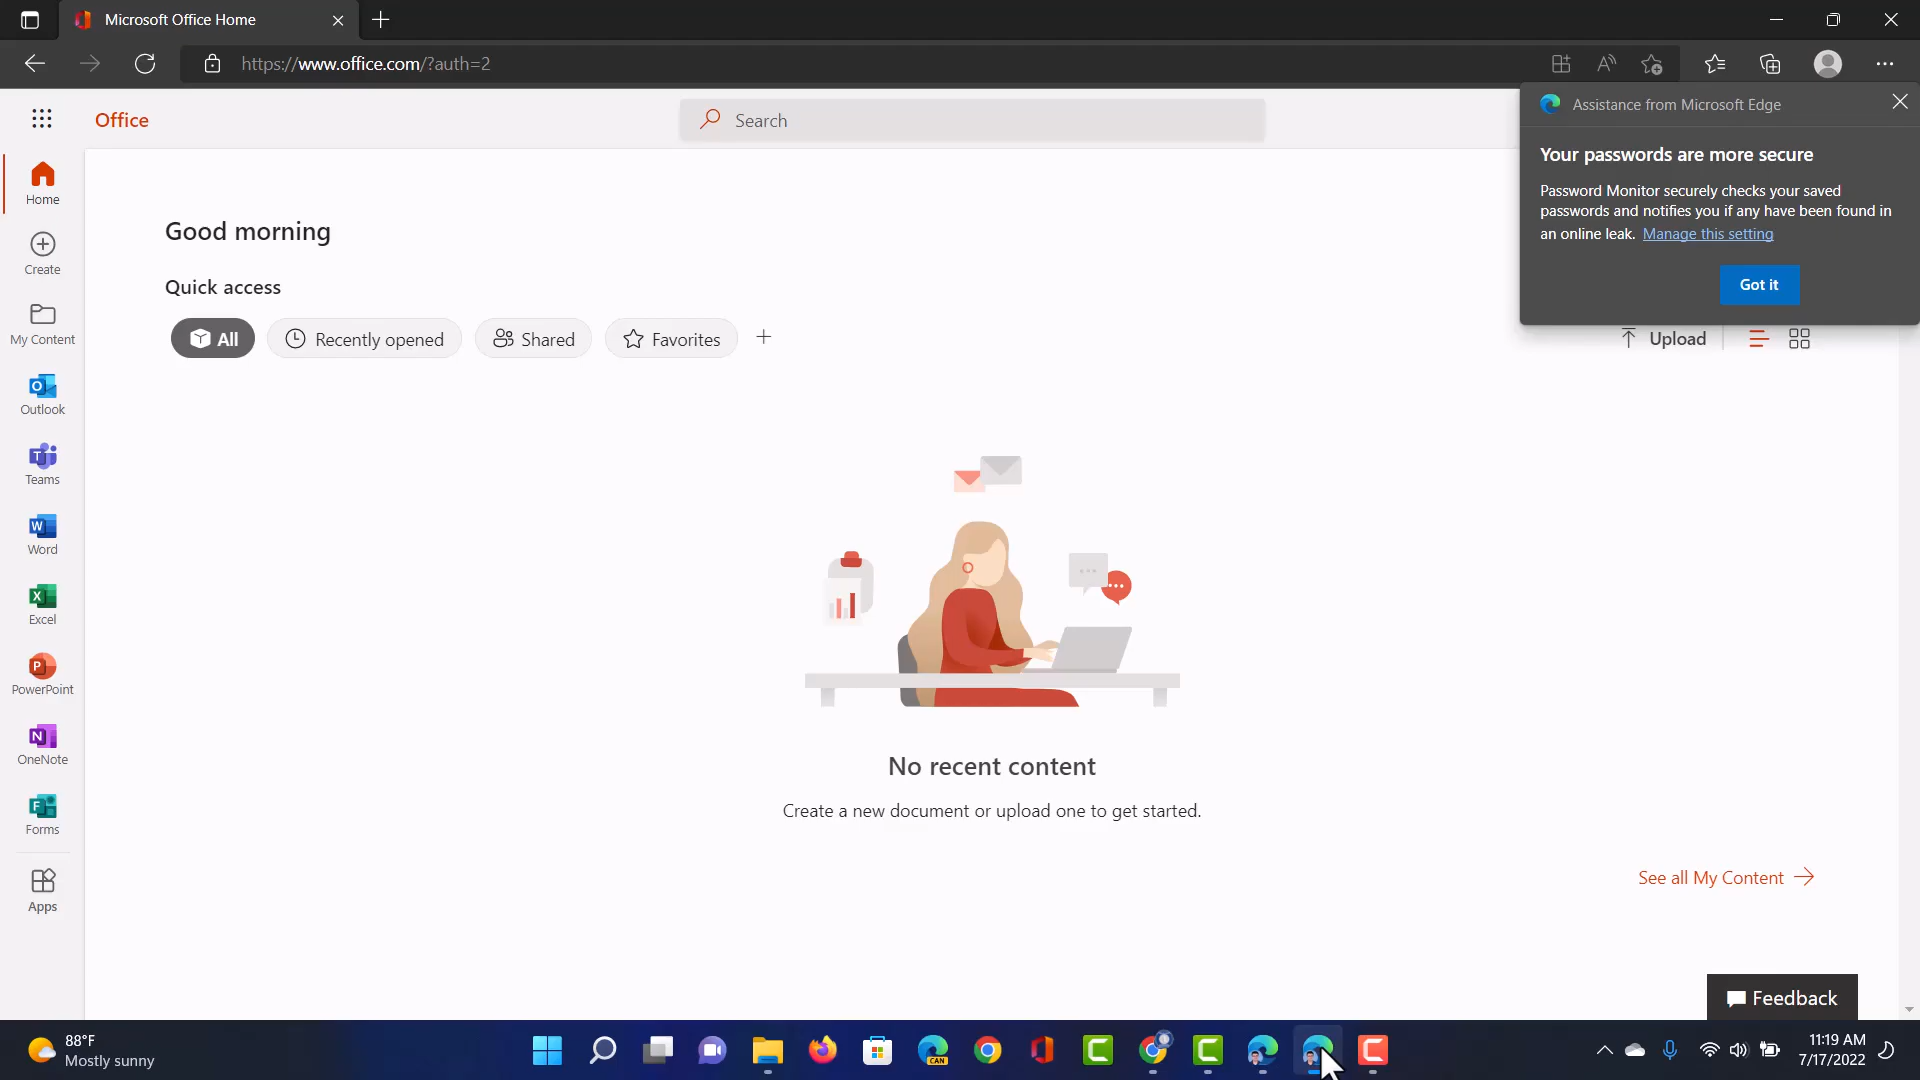 Microsoft Office Home
https://www.office.com/?auth=2
Office
Search
Assistance from Microsoft Edge
Your passwords are more secure
Password Monitor securely checks your saved
passwords and notifies you if any have been found in
an online leak. Manage this setting
Got it
Home
Create
My Content
Outlook
Teams
Word
Excel
PowerPoint
OneNote
Forms
Apps
Good morning
Quick access
All
Recently opened
Shared
Favorites
Upload
No recent content
Create a new document or upload one to get started.
See all My Content
Feedback
88°F
Mostly sunny
CAN
11:19 AM
7/17/2022